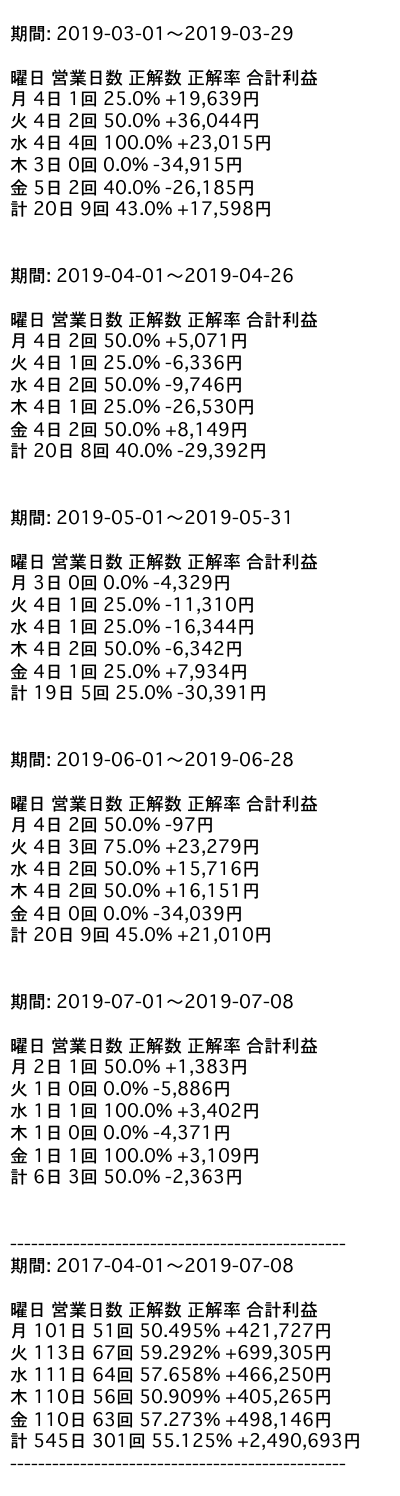 期間: 2019-03-01〜2019-03-29
曜日 営業日数 正解数 正解率 合計利益
月 4日 1回 25.0% +19,639円
火 4日 2回 50.0% +36,044円
水 4日 4回 100.0% +23,015円
木 3日 0回 0.0% -34,915円
金 5日 2回 40.0% -26,185円
計 20日 9回 43.0% +17,598円
期間: 2019-04-01〜2019-04-26
曜日 営業日数 正解数 正解率 合計利益
月 4日 2回 50.0% +5,071円
火 4日 1回 25.0% -6,336円
水 4日 2回 50.0% -9,746円
木 4日 1回 25.0% -26,530円
金 4日 2回 50.0% +8,149円
計 20日 8回 40.0% -29,392円
期間: 2019-05-01〜2019-05-31
曜日 営業日数 正解数 正解率 合計利益
月 3日 0回 0.0% -4,329円
火 4日 1回 25.0% -11,310円
水 4日 1回 25.0% -16,344円
木 4日 2回 50.0% -6,342円
金 4日 1回 25.0% +7,934円
計 19日 5回 25.0% -30,391円
期間: 2019-06-01〜2019-06-28
曜日 営業日数 正解数 正解率 合計利益
月 4日 2回 50.0% -97円
火 4日 3回 75.0% +23,279円
水 4日 2回 50.0% +15,716円
木 4日 2回 50.0% +16,151円
金 4日 0回 0.0% -34,039円
計 20日 9回 45.0% +21,010円
期間: 2019-07-01〜2019-07-08
曜日 営業日数 正解数 正解率 合計利益
月 2日 1回 50.0% +1,383円
火 1日 0回 0.0% -5,886円
水 1日 1回 100.0% +3,402円
木 1日 0回 0.0% -4,371円
金 1日 1回 100.0% +3,109円
計 6日 3回 50.0% -2,363円
------------------------------------------------
期間: 2017-04-01〜2019-07-08
曜日 営業日数 正解数 正解率 合計利益
月 101日 51回 50.495% +421,727円
火 113日 67回 59.292% +699,305円
水 111日 64回 57.658% +466,250円
木 110日 56回 50.909% +405,265円
金 110日 63回 57.273% +498,146円
計 545日 301回 55.125% +2,490,693円
------------------------------------------------